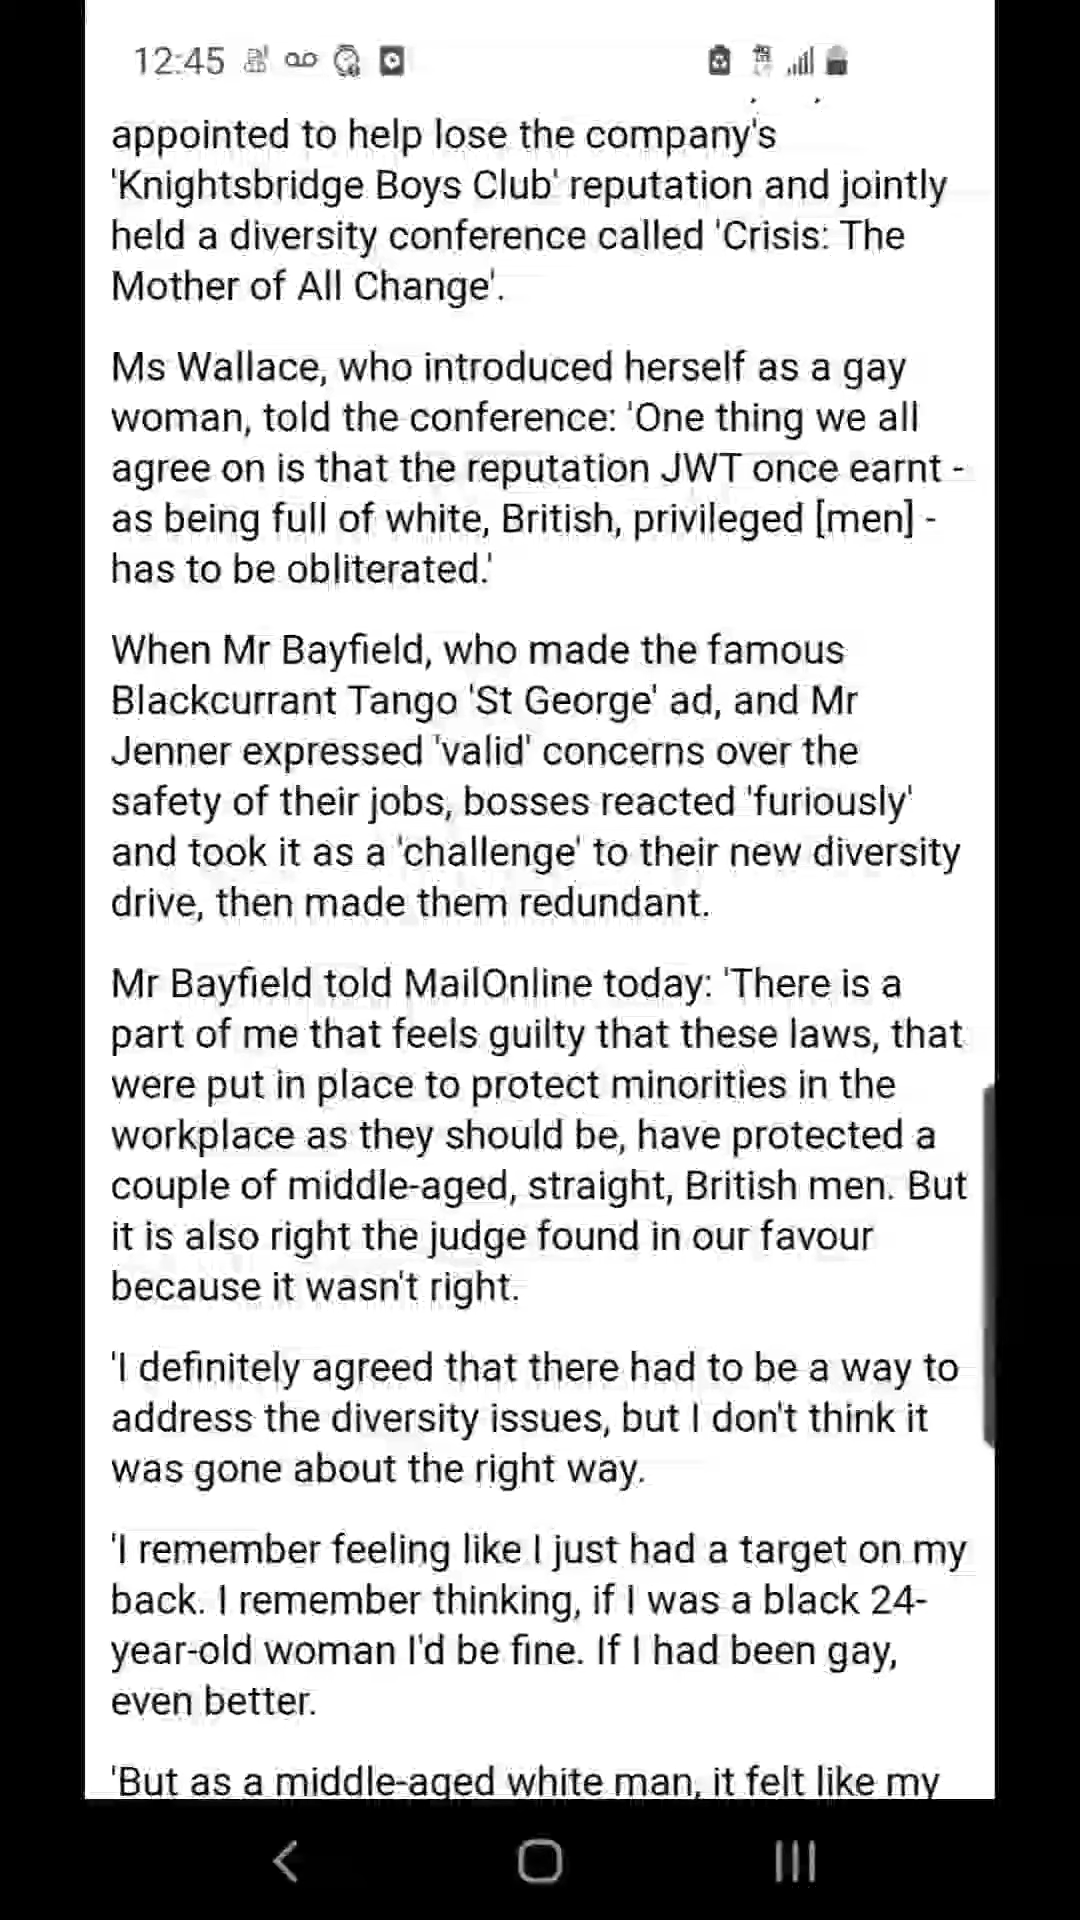 12:45
appointed to help lose the company's
'Knightsbridge Boys Club' reputation and jointly
held a diversity conference called 'Crisis: The
Mother of All Change'.
Ms Wallace, who introduced herself as a gay
woman, told the conference: 'One thing we all
agree on is that the reputation JWT once earnt -
as being full of white, British, privileged [men] -
has to be obliterated.'
When Mr Bayfield, who made the famous
Blackcurrant Tango 'St George' ad, and Mr
Jenner expressed 'valid' concerns over the
safety of their jobs, bosses reacted 'furiously'
and took it as a 'challenge' to their new diversity
drive, then made them redundant.
Mr Bayfield told MailOnline today: 'There is a
part of me that feels guilty that these laws, that
were put in place to protect minorities in the
workplace as they should be, have protected a
couple of middle-aged, straight, British men. But
it is also right the judge found in our favour
because it wasn't right.
'I definitely agreed that there had to be a way to
address the diversity issues, but I don't think it
was gone about the right way.
'I remember feeling like I just had a target on my
back. I remember thinking, if I was a black 24-
year-old woman I'd be fine. If I had been gay,
even better.
'But as a middle-aged white man, it felt like my